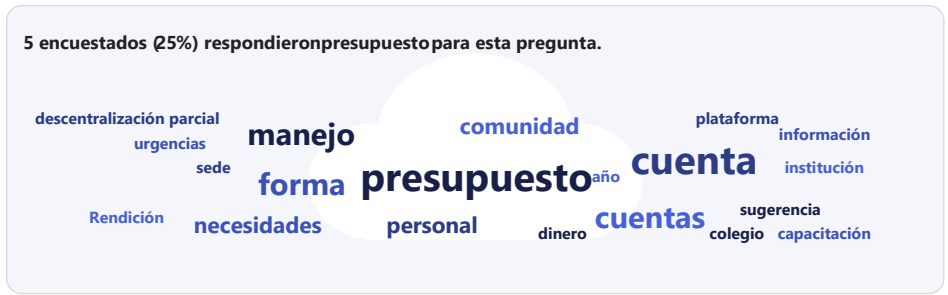 5 encuestados (25%) respondieronpresupuestopara esta pregunta.
descentralización parcial
plataforma
comunidad
manejo
información
urgencias
cuenta
sede
institución
año
presupuesto
forma
sugerencia
Rendición
cuentas
necesidades
personal
dinero
colegio
capacitación